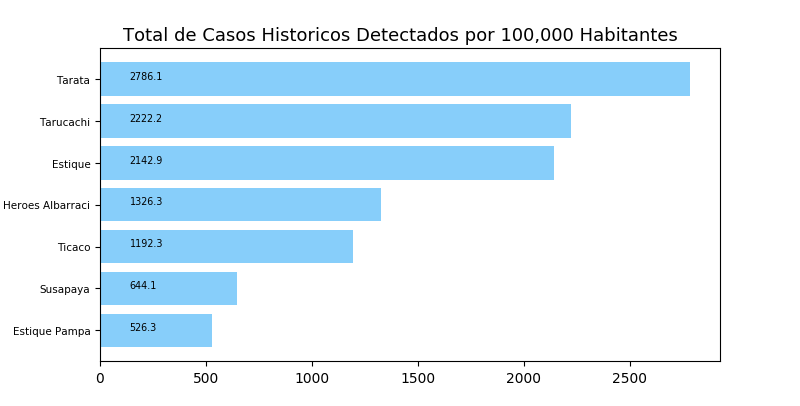 Total de Casos Historicos Detectados por 100,000 Habitantes
Tarata 2786.1
Tarucachi 2222.2
Estique 2142.9
Heroes Albarraci 1326.3
Ticaco 1192.3
Susapaya 644.1
Estique Pampa 526.3
0 500 1000 1500 2000 2500